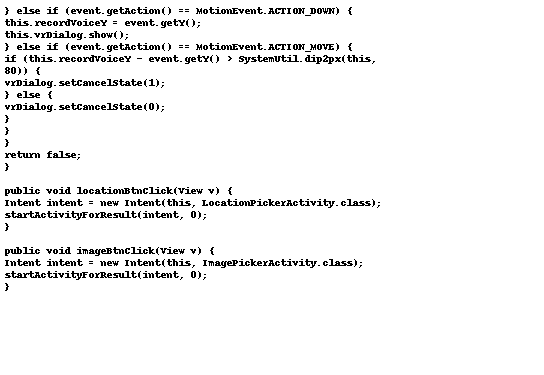 } else if (event.getAction() == MotionEvent.ACTION_DOWN) {
this.recordVoiceY = event.getY();
this.vrDialog.show();
} else if (event.getAction() == MotionEvent.ACTION_MOVE) {
if (this.recordVoiceY - event.getY() > SystemUtil.dip2px(this,
80)) {
vrDialog.setCancelState(1);
} else {
vrDialog.setCancelState(0);
}
}
}
return false;
}

public void locationBtnClick(View v) {
Intent intent = new Intent(this, LocationPickerActivity.class);
startActivityForResult(intent, 0);
}

public void imageBtnClick(View v) {
Intent intent = new Intent(this, ImagePickerActivity.class);
startActivityForResult(intent, 0);
}